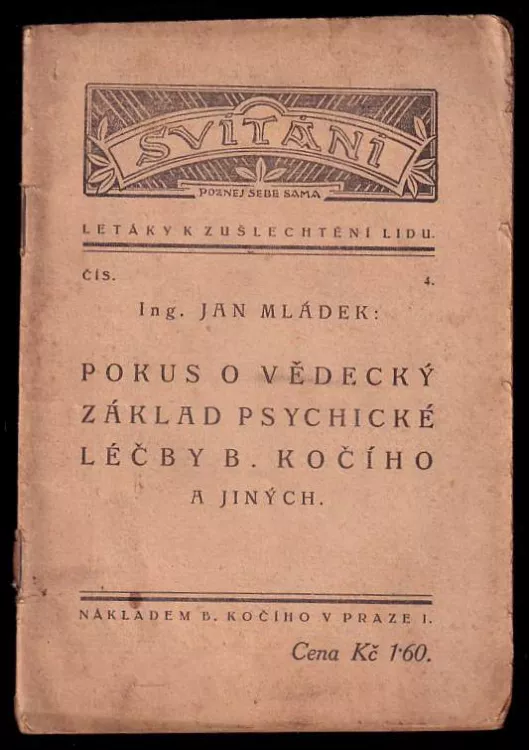 SVÍTÁNÍ
POZNEJ SEBE SAMA
LETÁKY K ZUŠLECHTĚNÍ LIDU.
ČÍS. 4.
Ing. JAN MLÁDEK:
POKUS O VĚDECKÝ
ZÁKLAD PSYCHICKÉ
LÉČBY B. KOČÍHO
A JINÝCH.
NÁKLADEM B. KOČÍHO V PRAZE I.
Cena Kč 1·60.